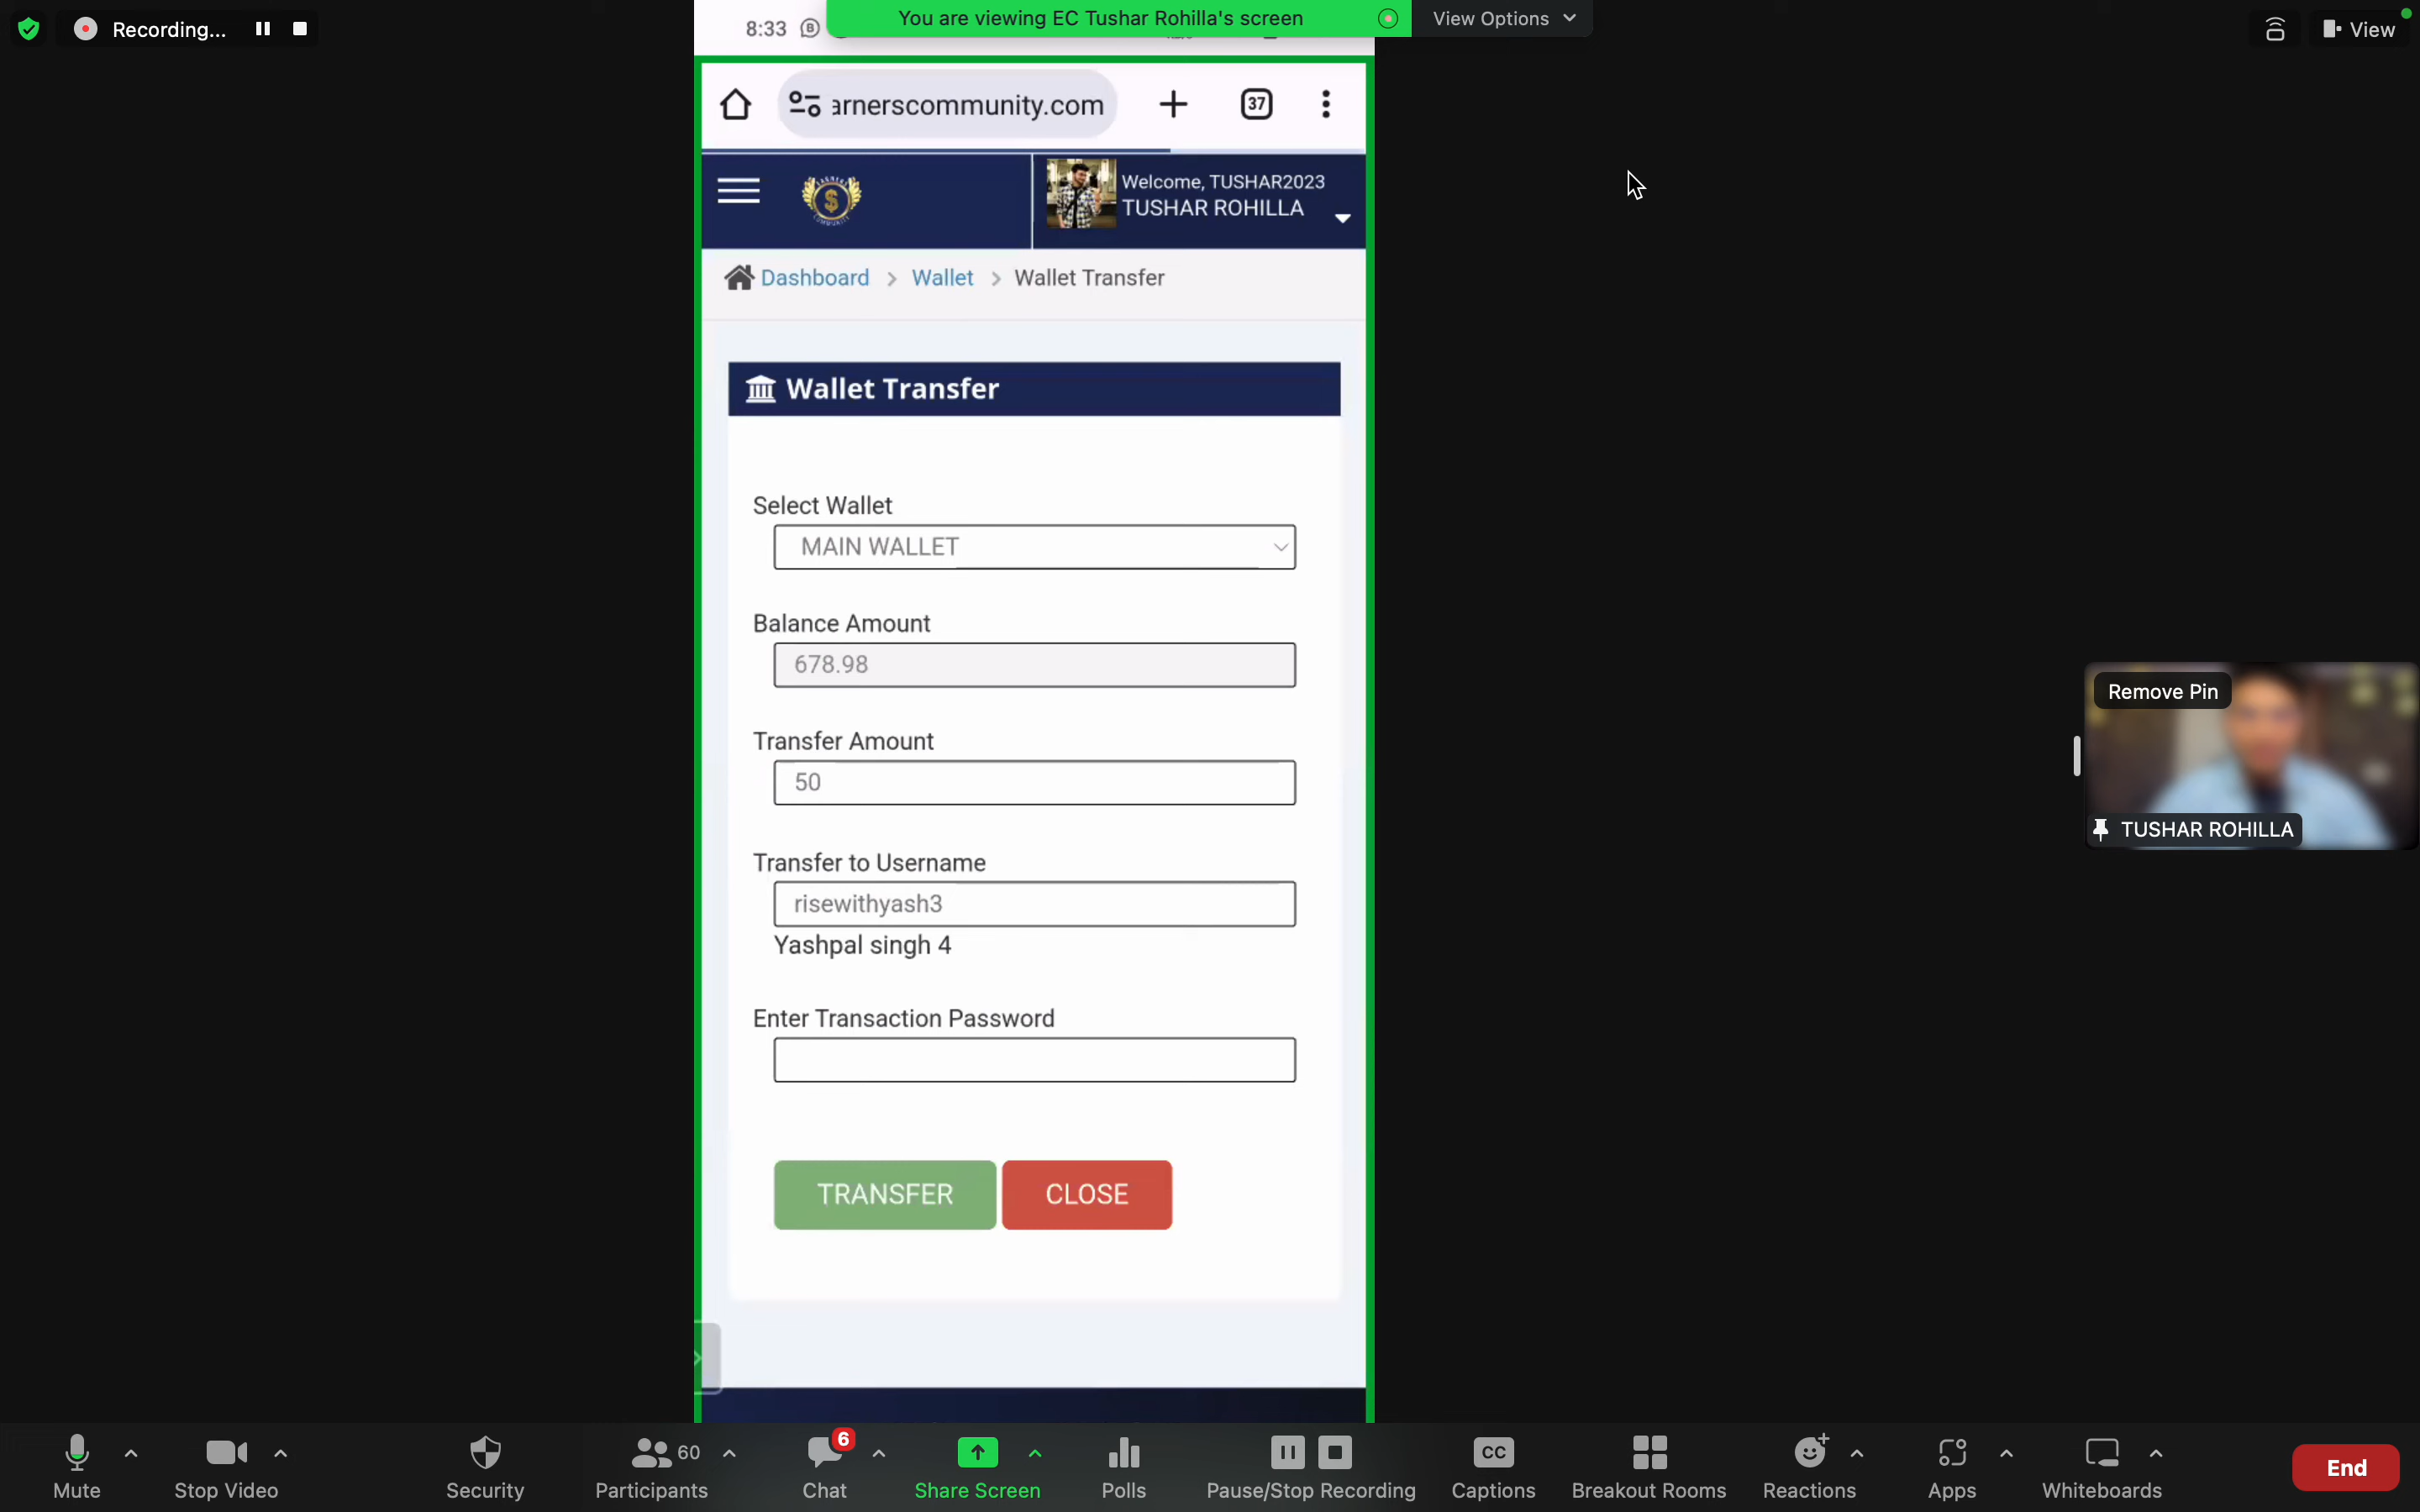 Recording...
8:33
You are viewing EC Tushar Rohilla's screen
View Options
View
arnerscommunity.com
37
Welcome, TUSHAR2023
TUSHAR ROHILLA
Dashboard > Wallet > Wallet Transfer
Wallet Transfer
Select Wallet
MAIN WALLET
Balance Amount
678.98
Transfer Amount
50
Transfer to Username
risewithyash3
Yashpal singh 4
Enter Transaction Password
TRANSFER
CLOSE
Remove Pin
TUSHAR ROHILLA
Mute
Stop Video
Security
Participants
60
Chat
6
Share Screen
Polls
Pause/Stop Recording
CC
Captions
Breakout Rooms
Reactions
Apps
Whiteboards
End